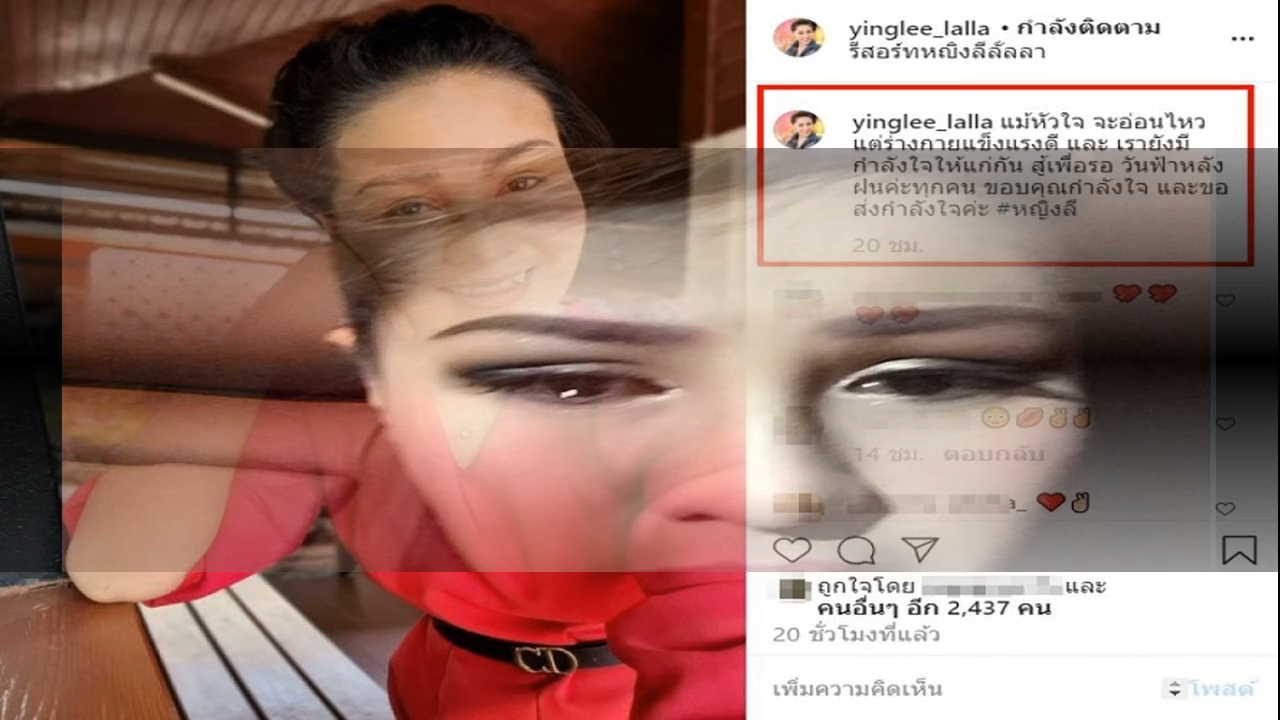 yinglee_lalla • กำลังติดตาม
รีสอร์ทหญิงลีลัลลา
yinglee_lalla แม้หัวใจ จะอ่อนไหว
แต่ร่างกายแข็งแรงดี และ เรายังมี
กำลังใจให้แก่กัน สู้เพื่อรอ วันฟ้าหลัง
ฝนค่ะทุกคน ขอบคุณกำลังใจ และขอ
ส่งกำลังใจค่ะ #หญิงลี
20 ชม.
14 ชม. ตอบกลับ
ถูกใจโดย และ
คนอื่นๆ อีก 2,437 คน
20 ชั่วโมงที่แล้ว
เพิ่มความคิดเห็น
โพสต์
CD